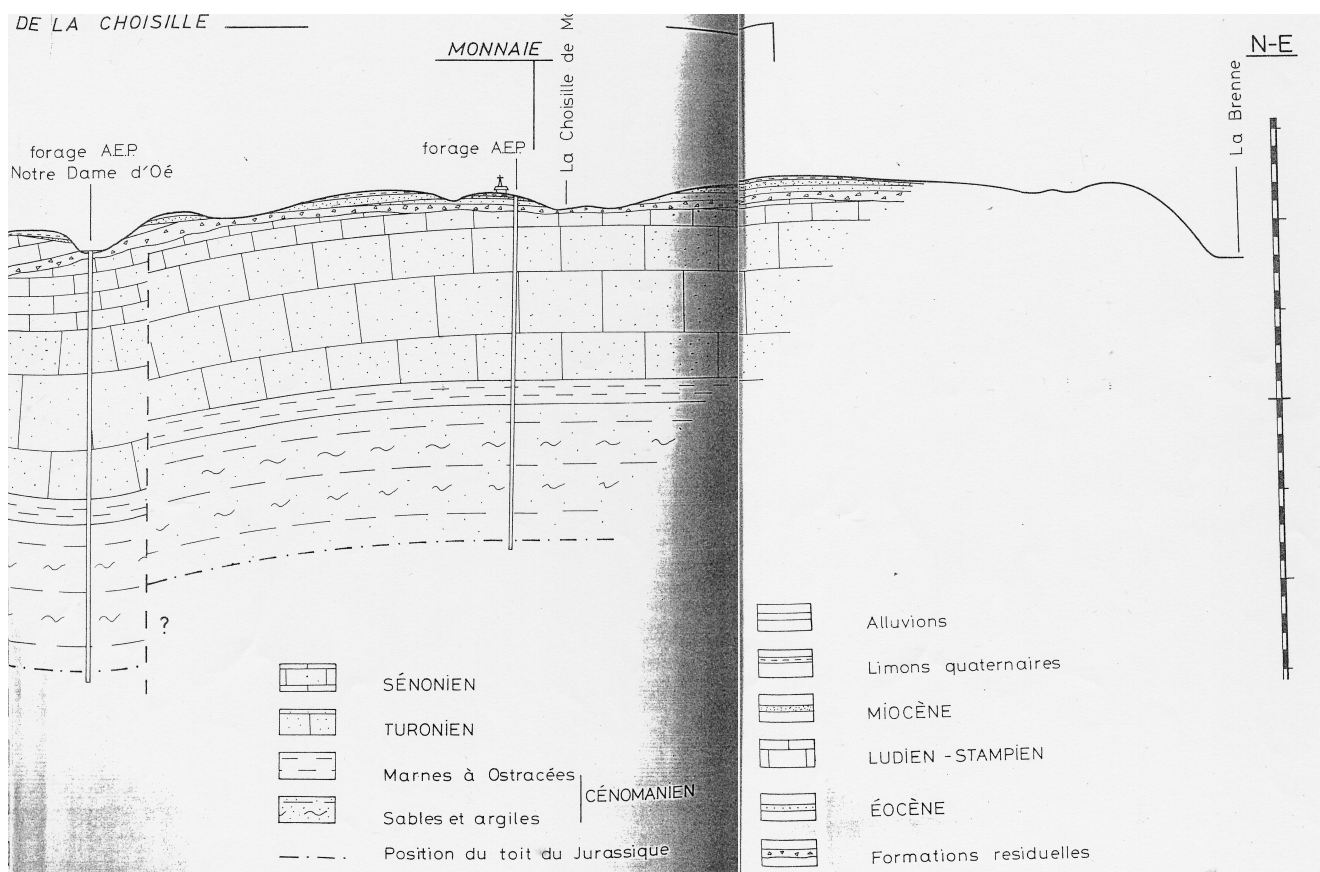 DE LA CHOISILLE
MONNAIE
La Choisille de
N-E
La Brenne
forage A.E.P.
Notre Dame d'Oé
forage A.E.P.
?
SÉNONIEN
TURONIEN
Marnes à Ostracées
Sables et argiles
CÉNOMANIEN
Position du toit du Jurassique
Alluvions
Limons quaternaires
MIOCÈNE
LUDIEN - STAMPIEN
ÉOCÈNE
Formations residuelles